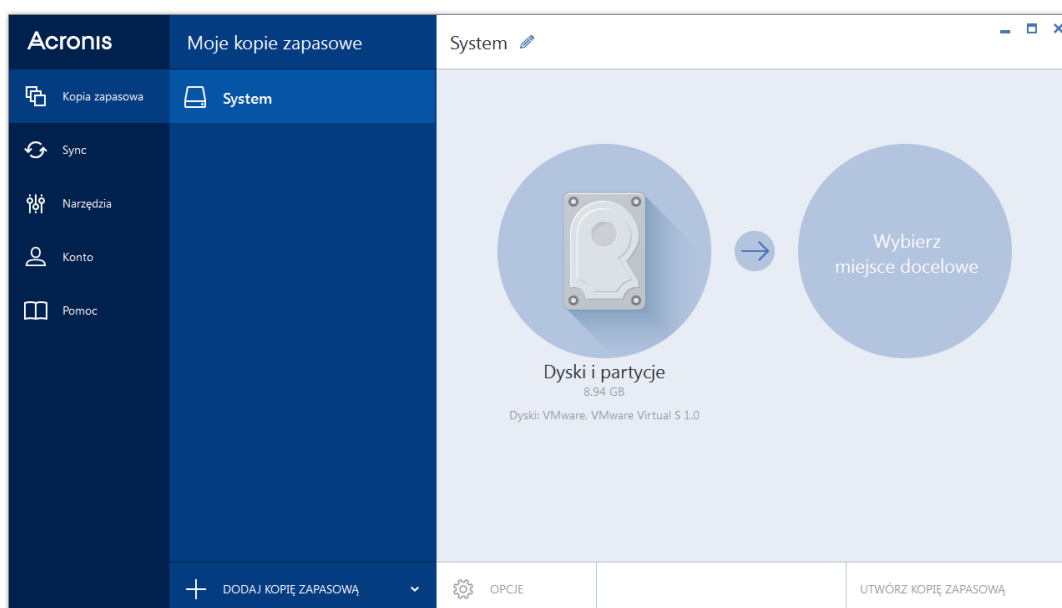 Acronis
Moje kopie zapasowe
System
Kopia zapasowa
System
Sync
Narzędzia
Konto
Pomoc
Wybierz
miejsce docelowe
Dyski i partycje
8.94 GB
Dyski: VMware, VMware Virtual S 1.0
DODAJ KOPIĘ ZAPASOWĄ
OPCJE
UTWÓRZ KOPIĘ ZAPASOWĄ